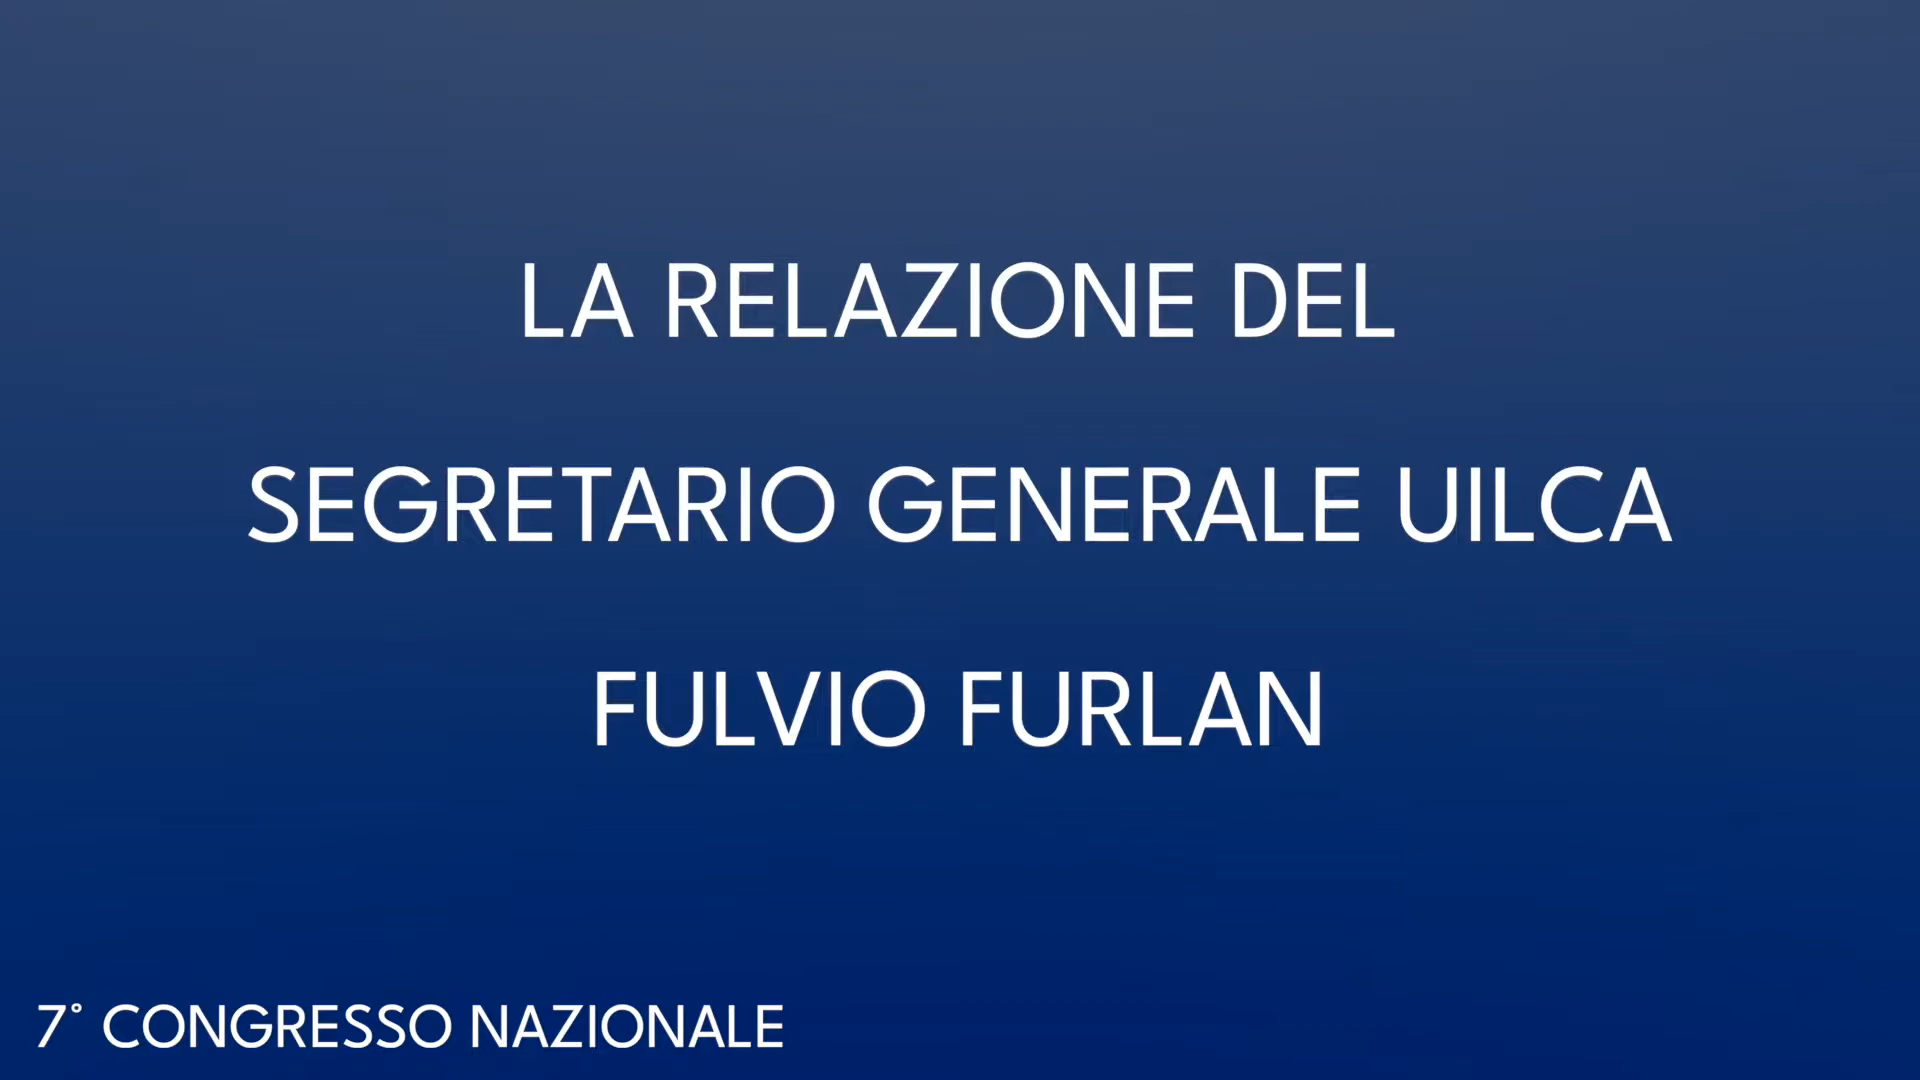 LA RELAZIONE DEL
SEGRETARIO GENERALE UILCA
FULVIO FURLAN
7° CONGRESSO NAZIONALE